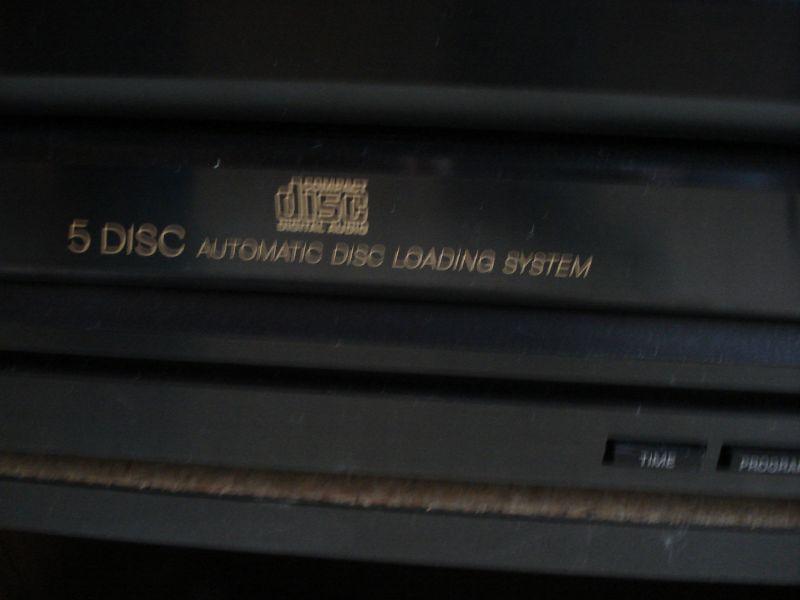 COMPACT
disc
DIGITAL AUDIO
5 DISC AUTOMATIC DISC LOADING SYSTEM
TIME
PROGRAM